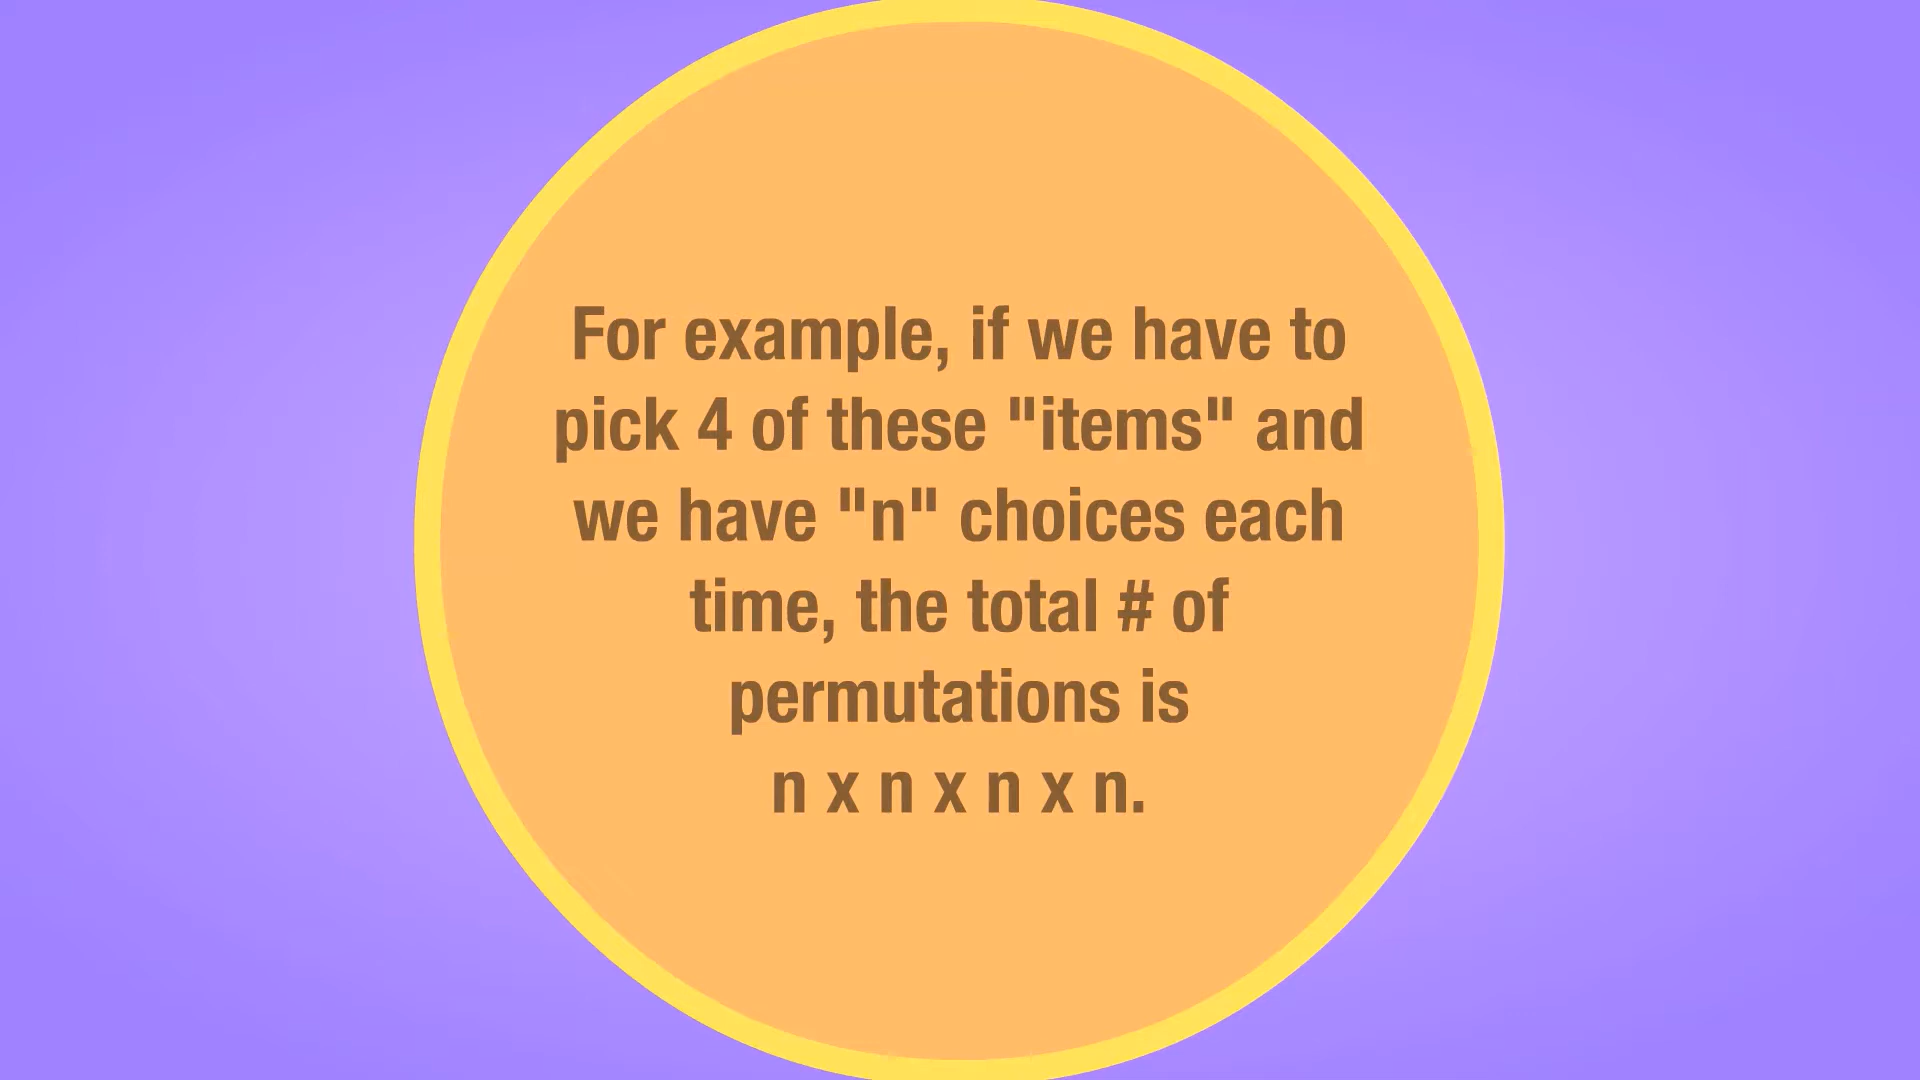 For example, if we have to
pick 4 of these "items" and
we have "n" choices each
time, the total # of
permutations is
n x n x n x n.